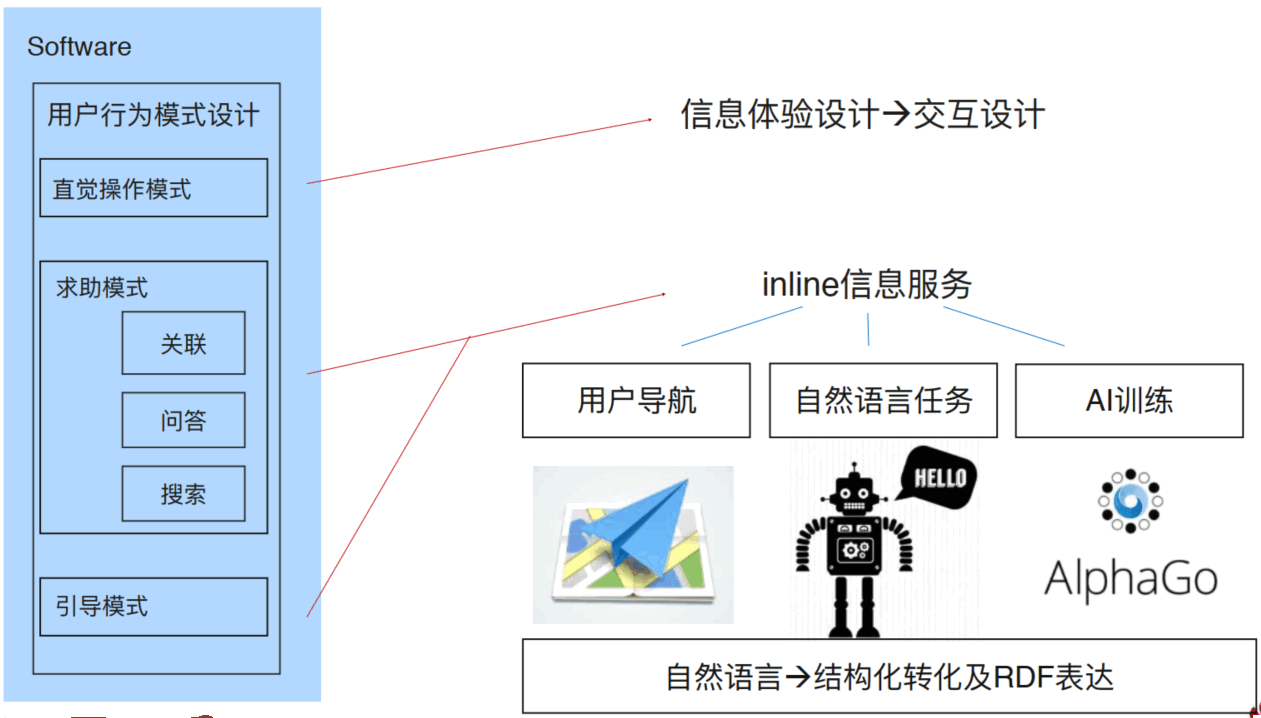 Software
用户行为模式设计
直觉操作模式
求助模式
关联
问答
搜索
引导模式
信息体验设计→交互设计
inline信息服务
用户导航
自然语言任务
AI训练
HELLO
AlphaGo
自然语言→结构化转化及RDF表达